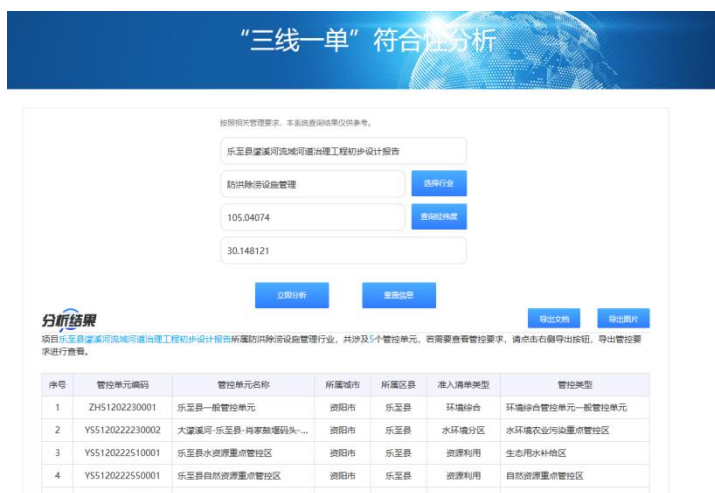 “三线一单”符合性分析
按照相关管理要求，本系统查询结果仅供参考。
乐至县濛溪河流域河道治理工程初步设计报告
防洪除涝设施管理
选择行业
105.04074
查询经纬度
30.148121
立即分析
重置信息
分析结果
导出文档
导出图片
项目乐至县濛溪河流域河道治理工程初步设计报告所属防洪除涝设施管理行业，共涉及5个管控单元，若需要查看管控要求，请点击右侧导出按钮，导出管控要
求进行查看。
序号 管控单元编码 管控单元名称 所属城市 所属区县 准入清单类型 管控类型
1 ZH51202230001 乐至县一般管控单元 资阳市 乐至县 环境综合 环境综合管控单元一般管控单元
2 YS5120222230002 大濛溪河-乐至县-肖家鼓堰码头-... 资阳市 乐至县 水环境分区 水环境农业污染重点管控区
3 YS5120222510001 乐至县水资源重点管控区 资阳市 乐至县 资源利用 生态用水补给区
4 YS5120222550001 乐至县自然资源重点管控区 资阳市 乐至县 资源利用 自然资源重点管控区